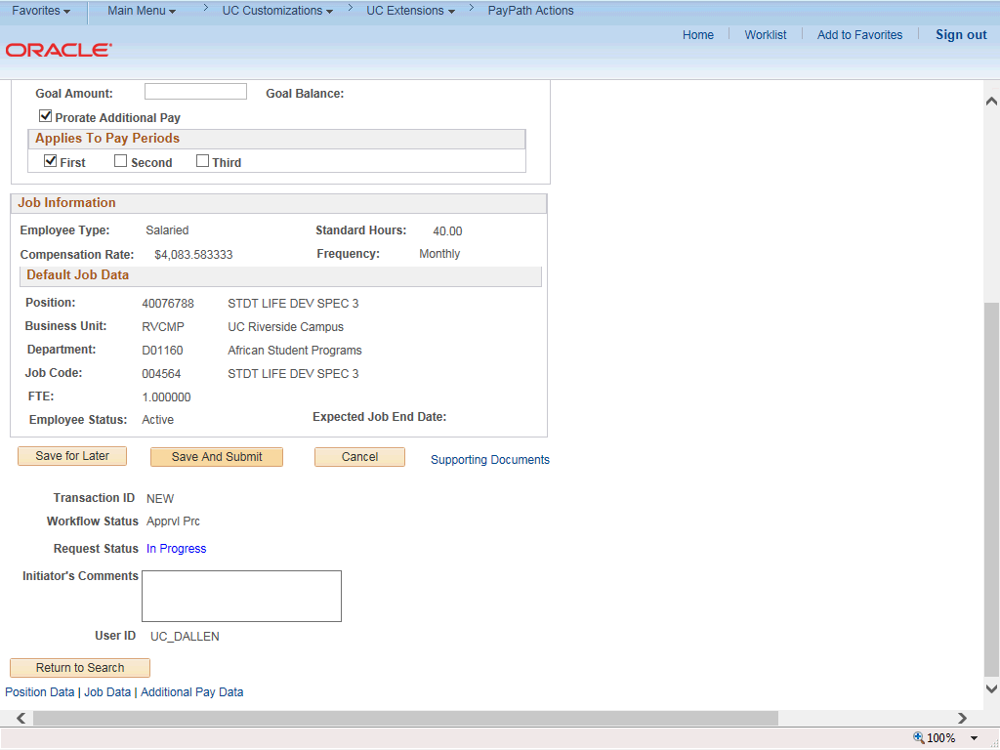 Favorites Main Menu > UC Customizations > UC Extensions > PayPath Actions
Home Worklist Add to Favorites Sign out
ORACLE
Goal Amount: Goal Balance:
Prorate Additional Pay
Applies To Pay Periods
First Second Third
Job Information
Employee Type: Salaried Standard Hours: 40.00
Compensation Rate: $4,083.583333 Frequency: Monthly
Default Job Data
Position: 40076788 STDT LIFE DEV SPEC 3
Business Unit: RVCMP UC Riverside Campus
Department: D01160 African Student Programs
Job Code: 004564 STDT LIFE DEV SPEC 3
FTE: 1.000000
Employee Status: Active Expected Job End Date:
Save for Later Save And Submit Cancel Supporting Documents
Transaction ID NEW
Workflow Status Apprvl Prc
Request Status In Progress
Initiator's Comments
User ID UC_DALLEN
Return to Search
Position Data | Job Data | Additional Pay Data
100%